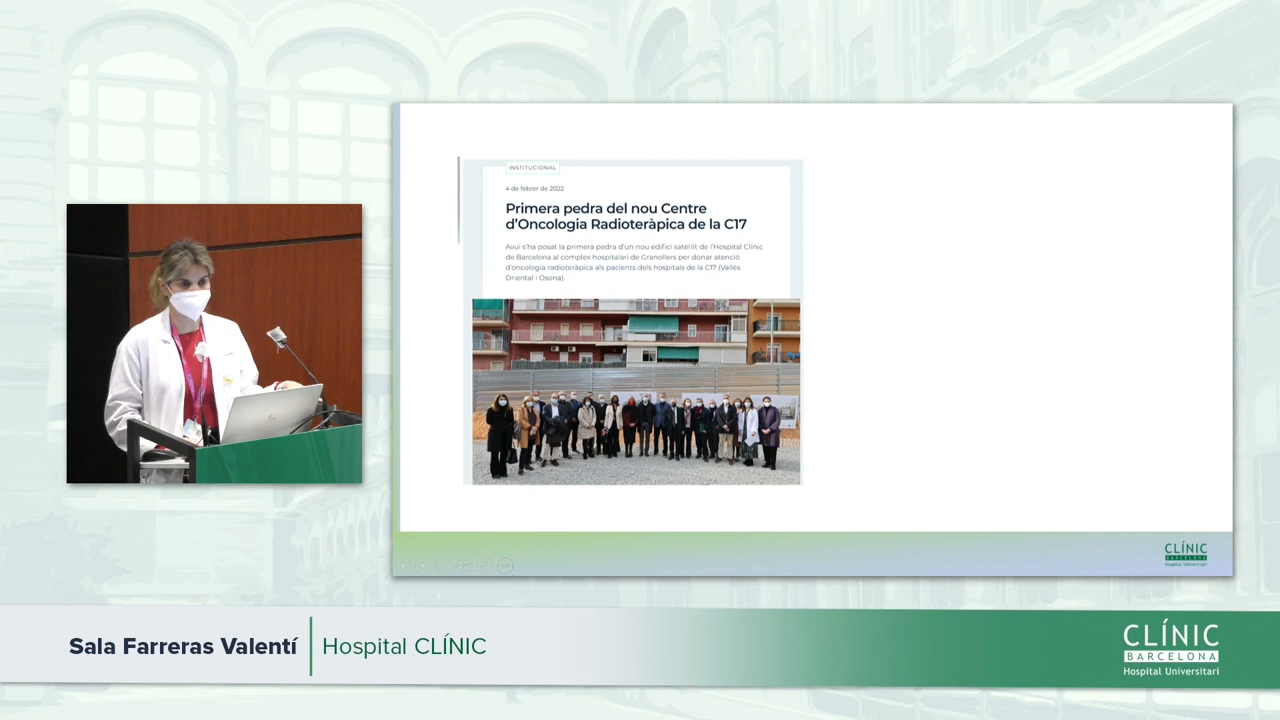 INSTITUCIONAL
4 de febrer de 2022
Primera pedra del nou Centre
d'Oncologia Radioteràpica de la C17
Avui s'ha posat la primera pedra d'un nou edifici satèl·lit de l'Hospital Clínic
de Barcelona al complex hospitalari de Granollers per donar atenció
d'oncologia radioteràpica als pacients dels hospitals de la C17 (Vallès
Oriental i Osona).
CLÍNIC
BARCELONA
Hospital Universitari
Sala Farreras Valentí
Hospital CLÍNIC
CLÍNIC
BARCELONA
Hospital Universitari